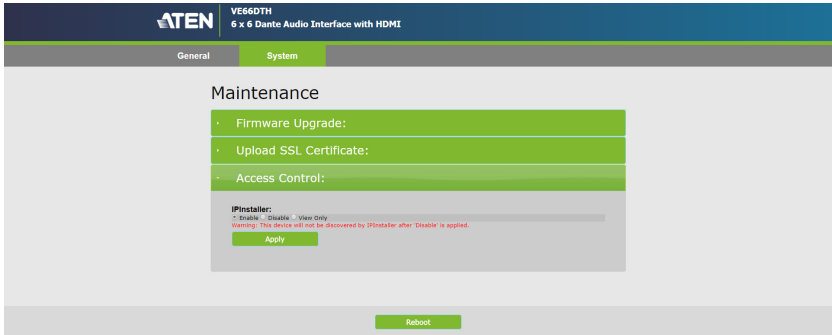 ATEN
VE66DTH
6 x 6 Dante Audio Interface with HDMI
General
System
Maintenance
Firmware Upgrade:
Upload SSL Certificate:
Access Control:
IPInstaller:
Enable Disable View Only
Warning: This device will not be discovered by IPInstaller after 'Disable' is applied.
Apply
Reboot